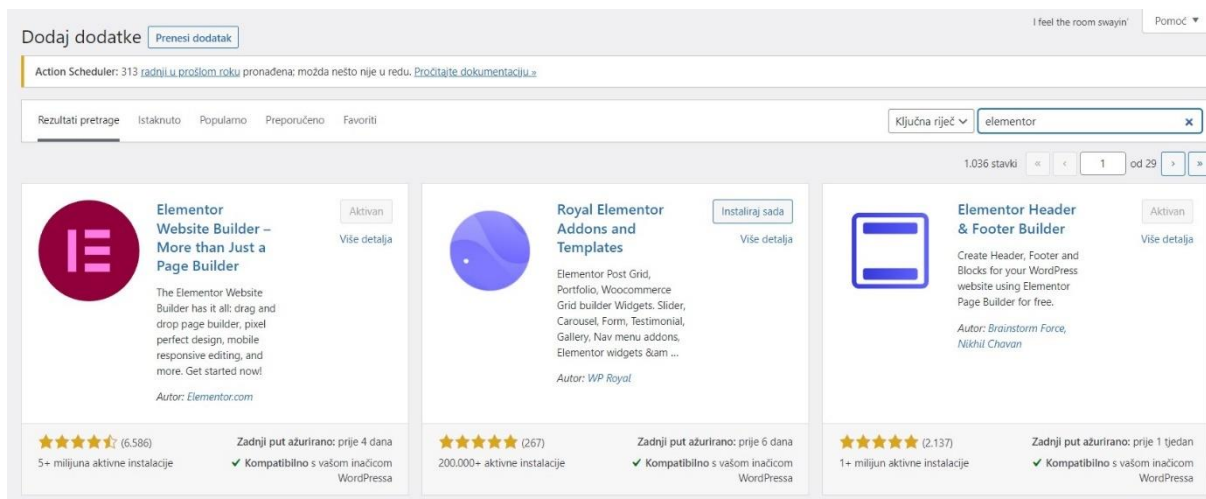 I feel the room swayin'
Pomoć ▼
Dodaj dodatke
Prenesi dodatak
Action Scheduler: 313 radnji u prošlom roku pronađena; možda nešto nije u redu. Pročitajte dokumentaciju »
Rezultati pretrage Istaknuto Popularno Preporučeno Favoriti
Ključna riječ
elementor
1.036 stavki « ‹ 1 od 29 › »
Elementor
Website Builder –
More than Just a
Page Builder
Aktivan
Više detalja
The Elementor Website
Builder has it all: drag and
drop page builder, pixel
perfect design, mobile
responsive editing, and
more. Get started now!
Autor: Elementor.com
(6.586)
5+ milijuna aktivne instalacije
Zadnji put ažurirano: prije 4 dana
✔ Kompatibilno s vašom inačicom
WordPressa
Royal Elementor
Addons and
Templates
Instaliraj sada
Više detalja
Elementor Post Grid,
Portfolio, Woocommerce
Grid builder Widgets. Slider,
Carousel, Form, Testimonial,
Gallery, Nav menu addons,
Elementor widgets &am ...
Autor: WP Royal
(267)
200.000+ aktivne instalacije
Zadnji put ažurirano: prije 6 dana
✔ Kompatibilno s vašom inačicom
WordPressa
Elementor Header
& Footer Builder
Aktivan
Više detalja
Create Header, Footer and
Blocks for your WordPress
website using Elementor
Page Builder for free.
Autor: Brainstorm Force,
Nikhil Chavan
(2.137)
1+ milijun aktivne instalacije
Zadnji put ažurirano: prije 1 tjedan
✔ Kompatibilno s vašom inačicom
WordPressa